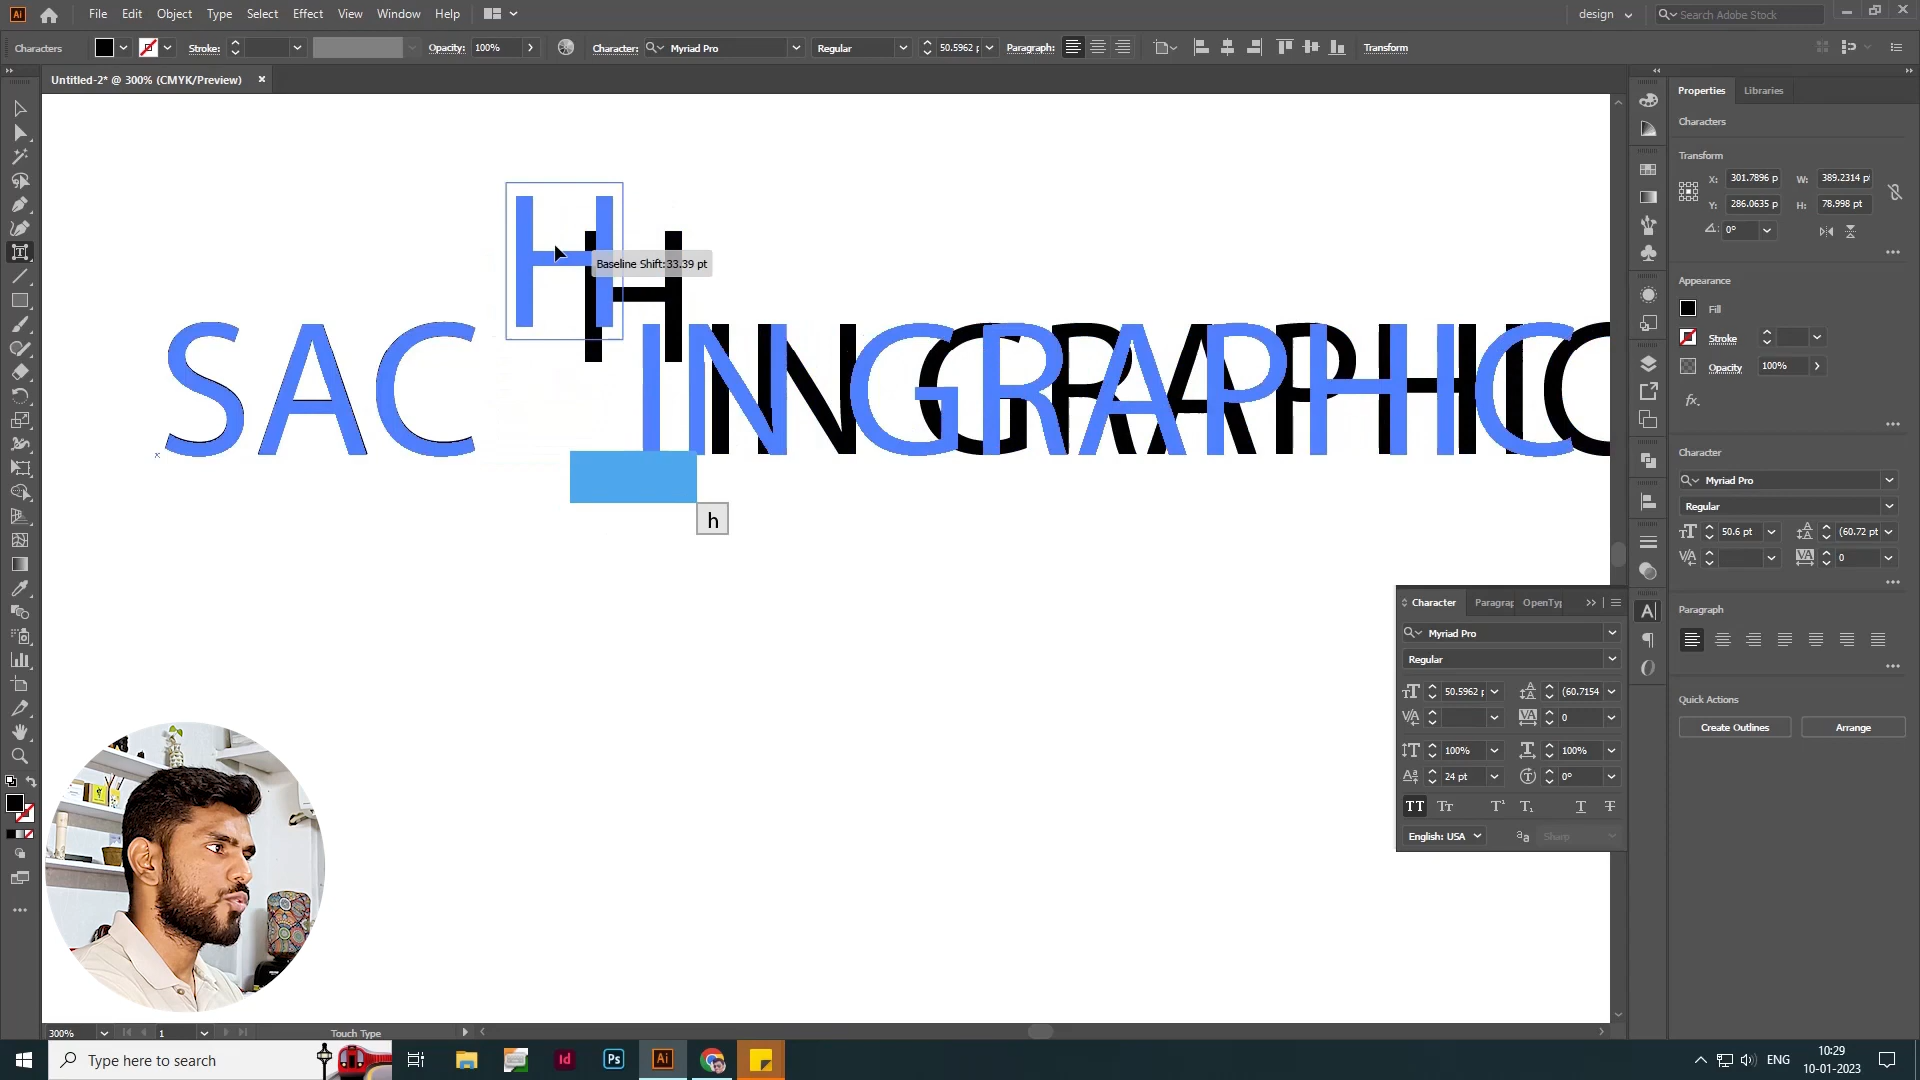 Ai File Edit Object Type Select Effect View Window Help design Search Adobe Stock
Characters Stroke: Opacity: 100% Character: Myriad Pro Regular 50.5962 p Paragraph: Transform
Untitled-2* @ 300% (CMYK/Preview) ×
Properties Libraries
Characters
Transform
X: 301.7896 p W: 389.2314 p
Y: 286.0635 p H: 78.998 pt
0°
Appearance
Fill
Stroke
Opacity 100%
fx.
Character
Myriad Pro
Regular
50.6 pt (60.72 pt
0
Paragraph
Quick Actions
Create Outlines Arrange
H
Baseline Shift:33.39 pt
SAC INGRAPHIC
h
Character Paragrap OpenTyp
Myriad Pro
Regular
50.5962 p (60.7154
0
100% 100%
24 pt 0°
TT Tr T¹ T₁ T T
English: USA aa Sharp
300% 1 Touch Type
Type here to search Id Ps Ai ENG 10:29
10-01-2023